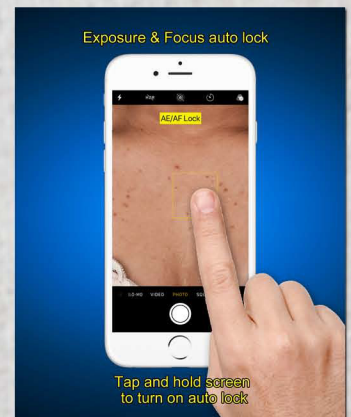 Exposure & Focus auto lock
AE/AF Lock
VIDEO PHOTO
Tap and hold screen
to turn on auto lock